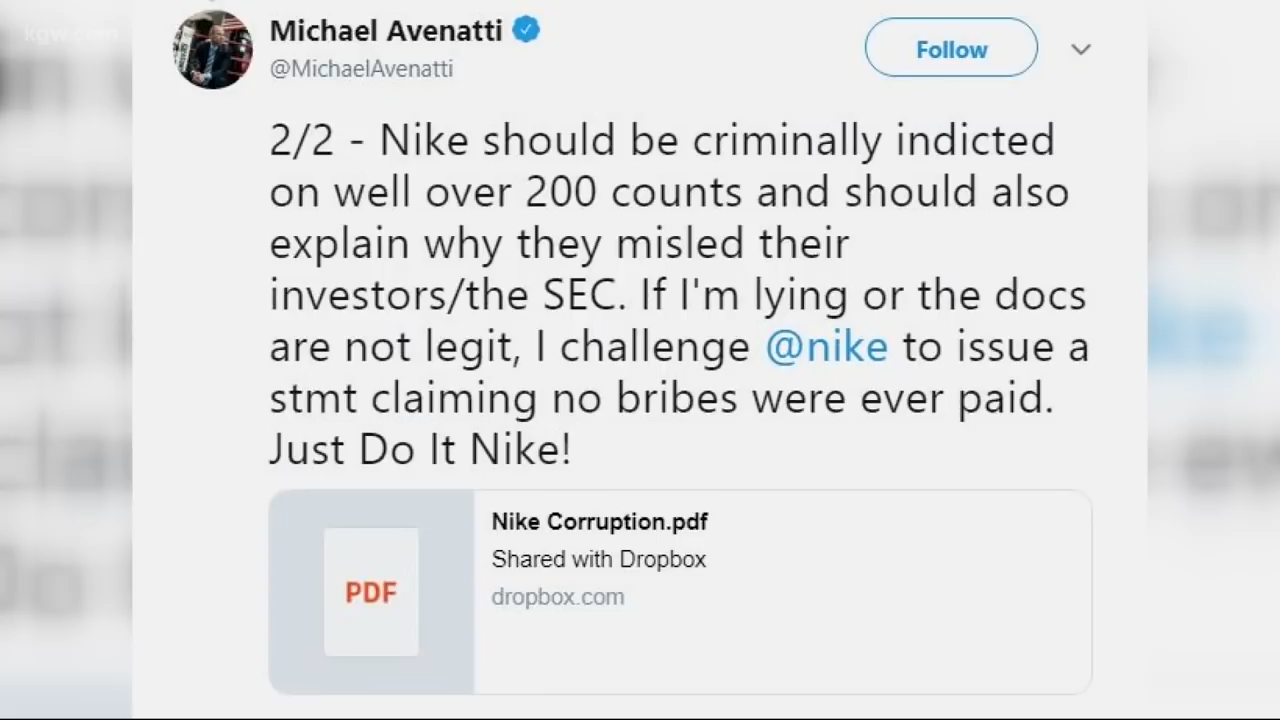 kgw.com
Michael Avenatti
@MichaelAvenatti
Follow
2/2 - Nike should be criminally indicted
on well over 200 counts and should also
explain why they misled their
investors/the SEC. If I'm lying or the docs
are not legit, I challenge @nike to issue a
stmt claiming no bribes were ever paid.
Just Do It Nike!
PDF
Nike Corruption.pdf
Shared with Dropbox
dropbox.com